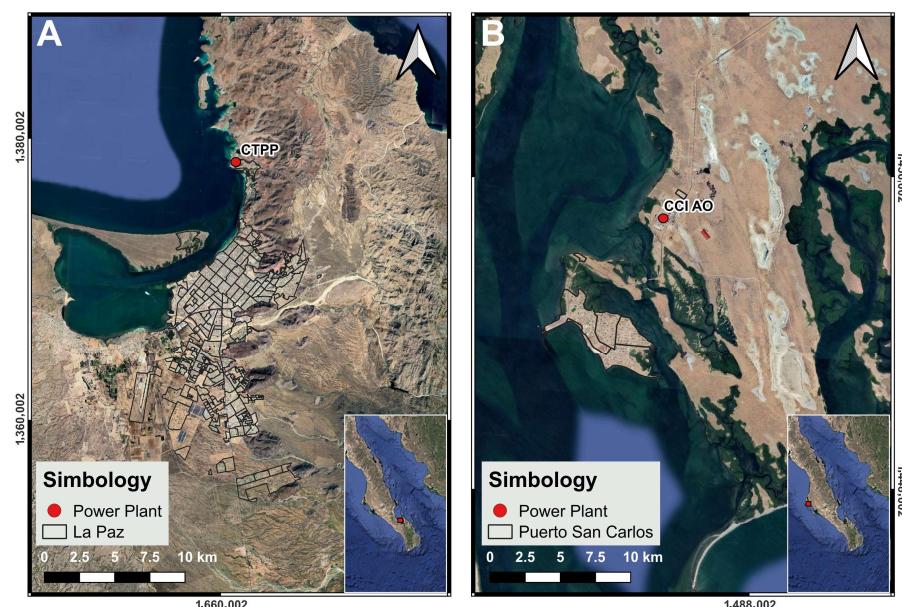 A
CTPP
1,380,002
1,360,002
Simbology
Power Plant
La Paz
0 2.5 5 7.5 10 km
1,660,002
B
CCI AO
Simbology
Power Plant
Puerto San Carlos
0 2.5 5 7.5 10 km
1,488,002